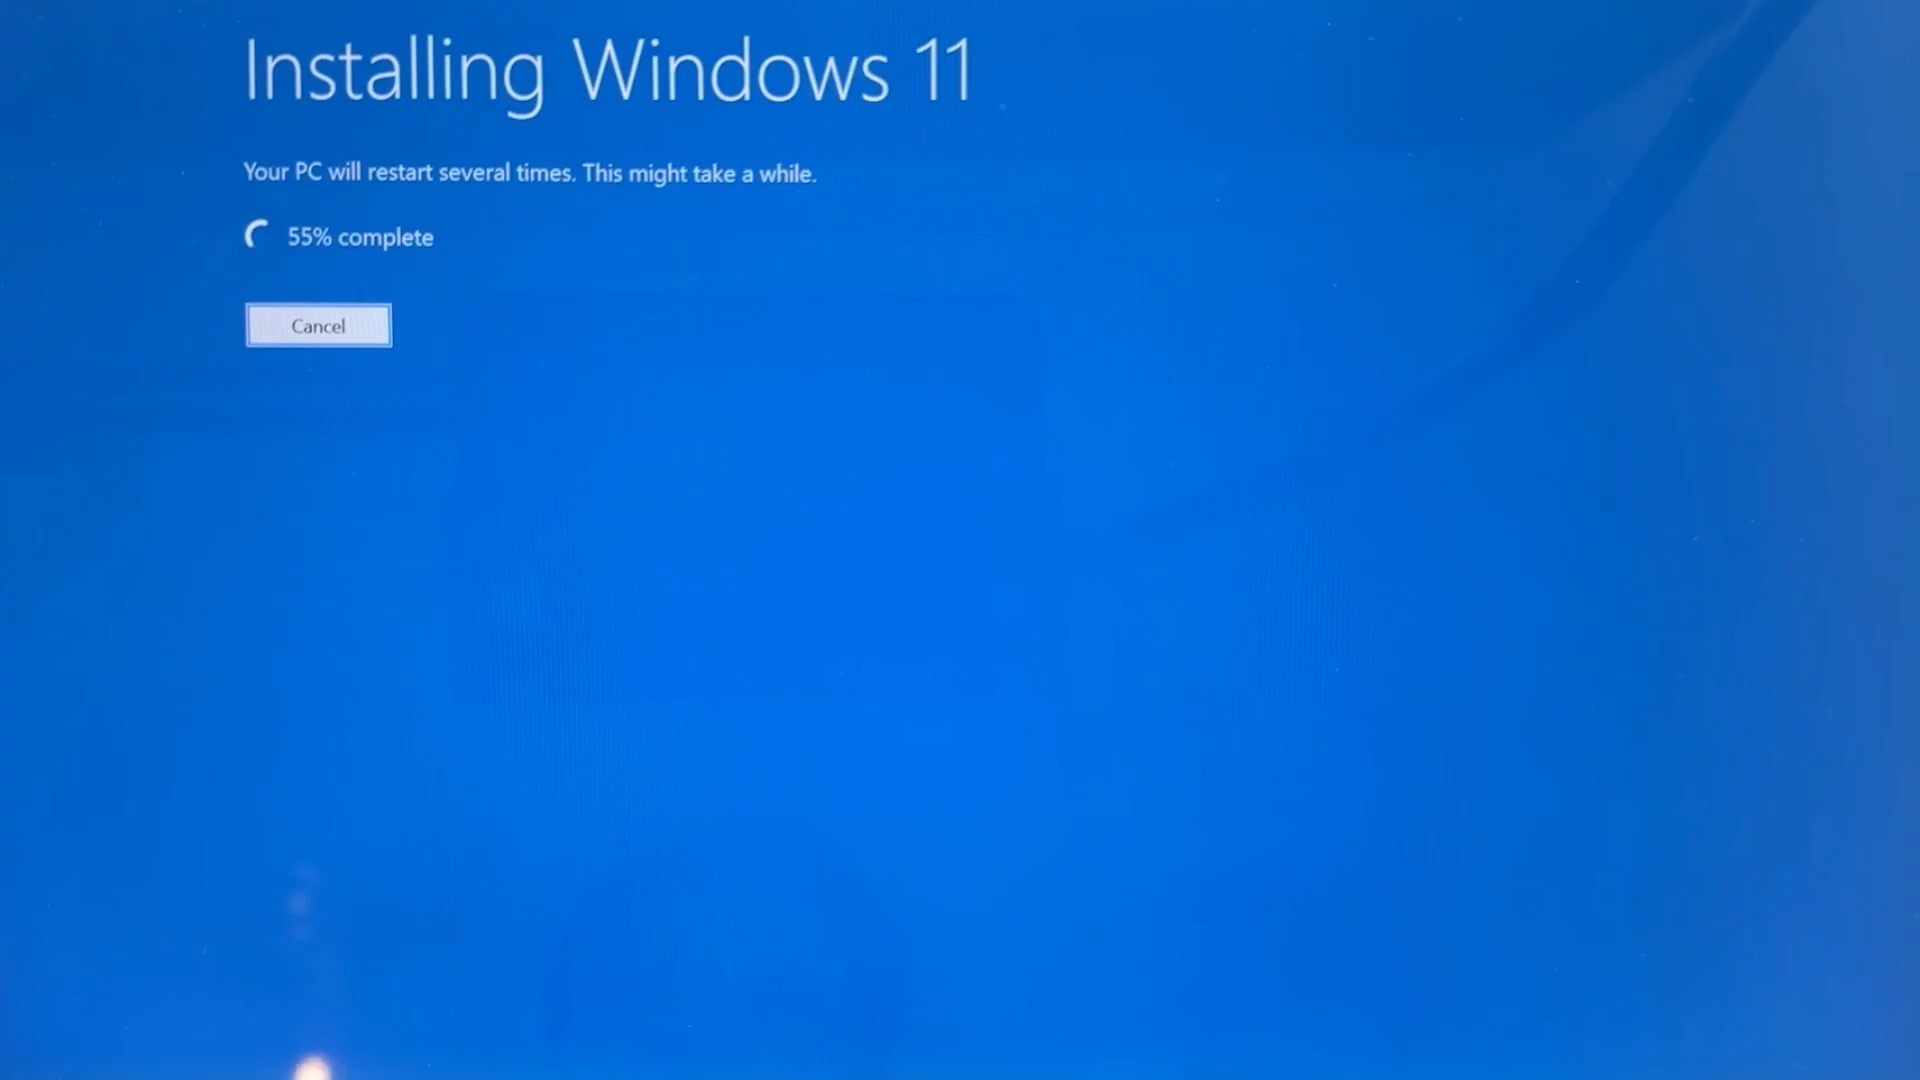 Installing Windows 11
Your PC will restart several times. This might take a while.
55% complete
Cancel